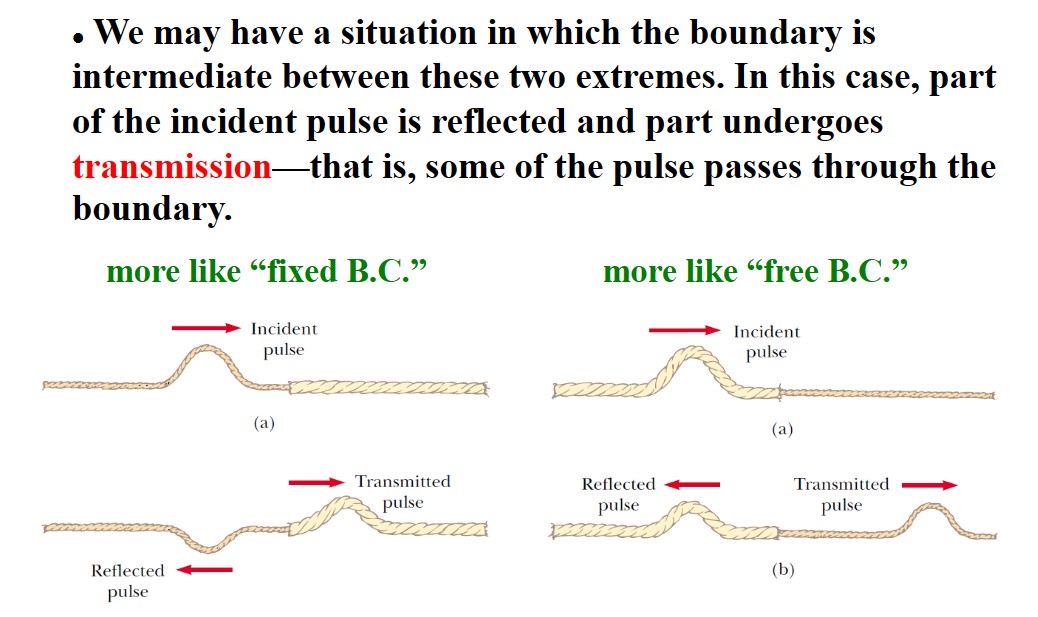 • We may have a situation in which the boundary is
intermediate between these two extremes. In this case, part
of the incident pulse is reflected and part undergoes
transmission—that is, some of the pulse passes through the
boundary.
more like “fixed B.C.”
more like “free B.C.”
Incident
pulse
(a)
Incident
pulse
(a)
Transmitted
pulse
Reflected
pulse
Reflected
pulse
Transmitted
pulse
(b)